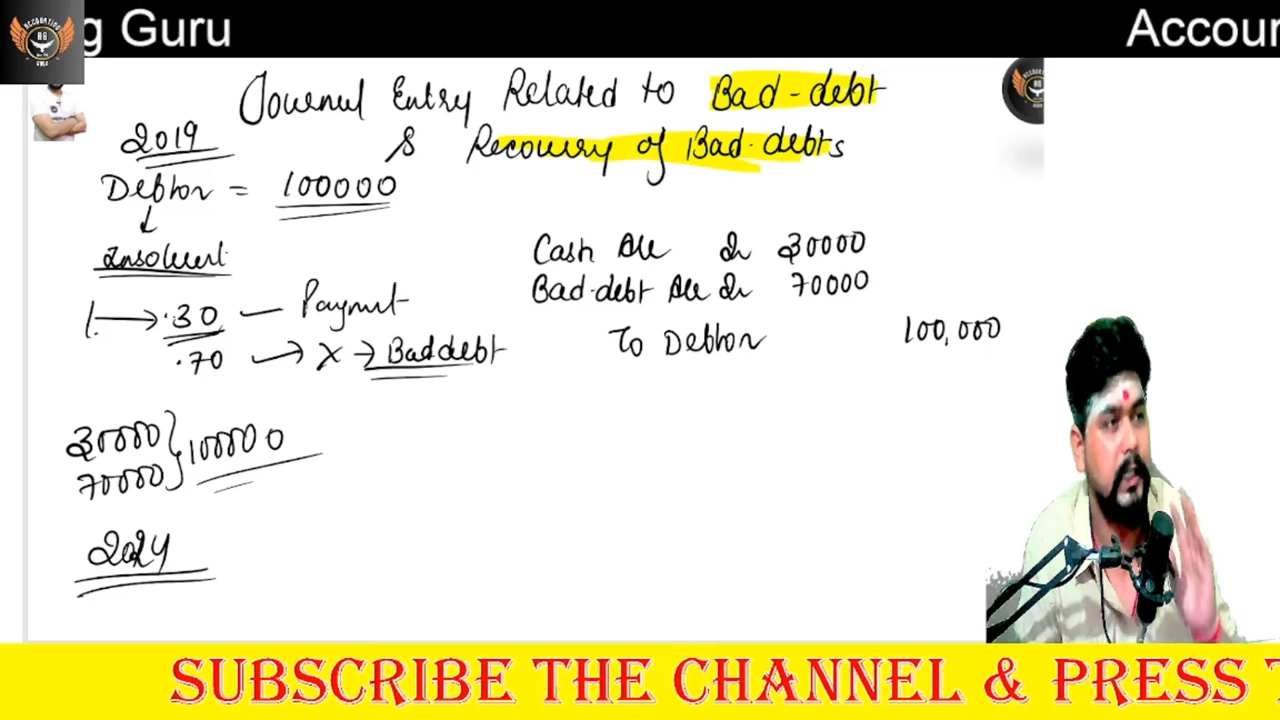 g Guru
Accour
Journal Entry Related to Bad-debt
& Recovery of Bad-debts
2019
Debtor = 100000
Insolvent
.30 — Payment
.70 → X → Bad debt
Cash A/c Dr 30000
Bad-debt A/c Dr 70000
To Debtor 100,000
30000
70000
100000
2024
SUBSCRIBE THE CHANNEL & PRESS T